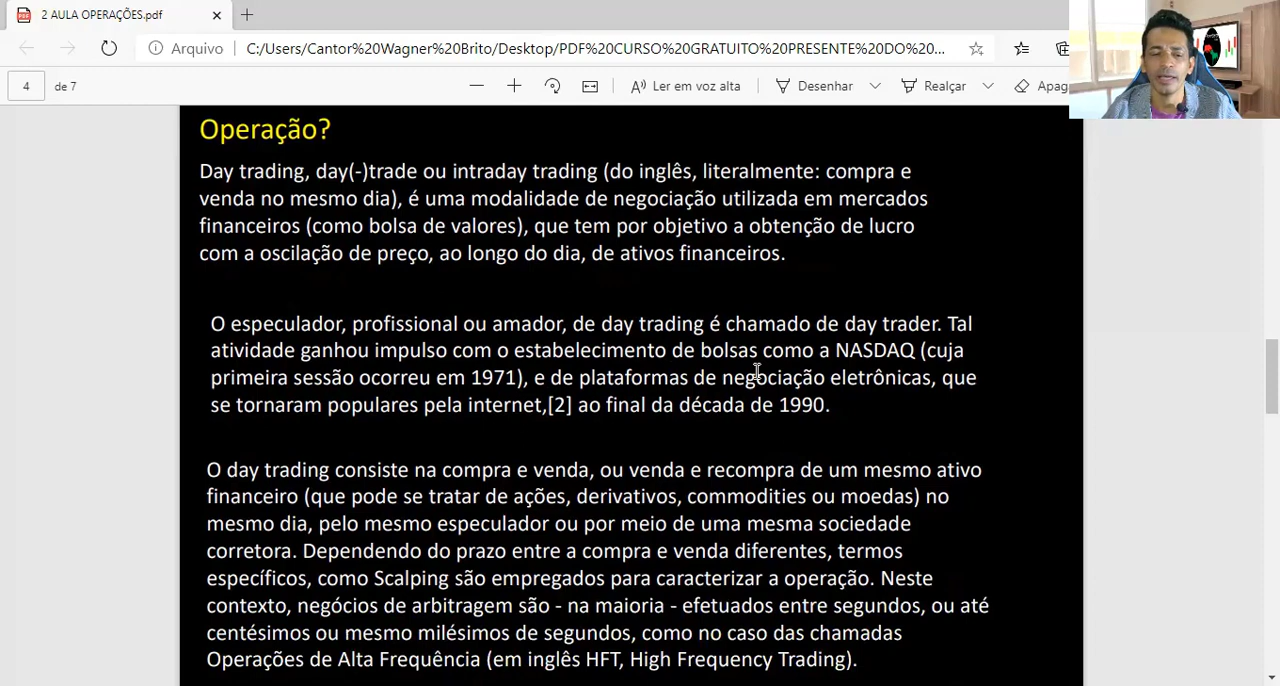 2 AULA OPERAÇÕES.pdf
Arquivo
C:/Users/Cantor%20Wagner%20Brito/Desktop/PDF%20CURSO%20GRATUITO%20PRESENTE%20DO%20...
4 de 7
Ler em voz alta
Desenhar
Realçar
Apag
Operação?
Day trading, day(-)trade ou intraday trading (do inglês, literalmente: compra e
venda no mesmo dia), é uma modalidade de negociação utilizada em mercados
financeiros (como bolsa de valores), que tem por objetivo a obtenção de lucro
com a oscilação de preço, ao longo do dia, de ativos financeiros.
O especulador, profissional ou amador, de day trading é chamado de day trader. Tal
atividade ganhou impulso com o estabelecimento de bolsas como a NASDAQ (cuja
primeira sessão ocorreu em 1971), e de plataformas de negociação eletrônicas, que
se tornaram populares pela internet,[2] ao final da década de 1990.
O day trading consiste na compra e venda, ou venda e recompra de um mesmo ativo
financeiro (que pode se tratar de ações, derivativos, commodities ou moedas) no
mesmo dia, pelo mesmo especulador ou por meio de uma mesma sociedade
corretora. Dependendo do prazo entre a compra e venda diferentes, termos
específicos, como Scalping são empregados para caracterizar a operação. Neste
contexto, negócios de arbitragem são - na maioria - efetuados entre segundos, ou até
centésimos ou mesmo milésimos de segundos, como no caso das chamadas
Operações de Alta Frequência (em inglês HFT, High Frequency Trading).